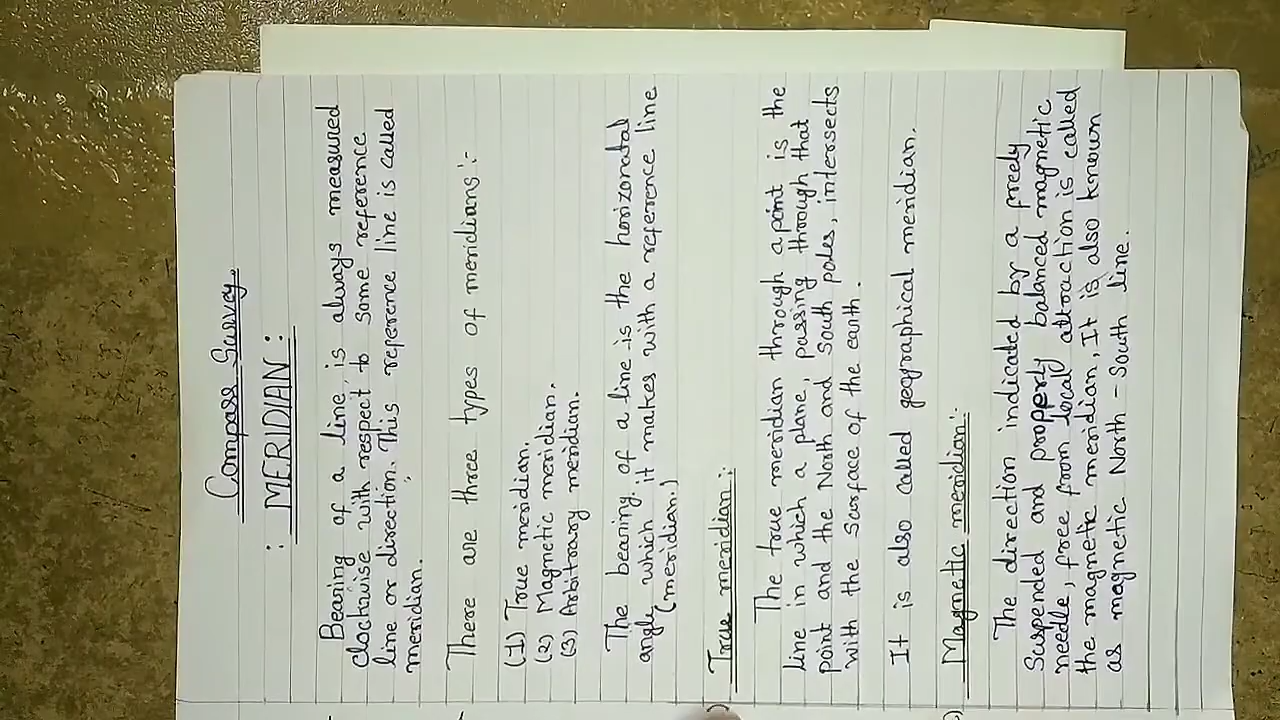 Compass Survey.
: MERIDIAN :
Bearing of a line, is always measured
clockwise with respect to some reference
line or direction. This reference line is called
meridian.
There are three types of meridians :-
(1) True meridian.
(2) Magnetic meridian.
(3) Arbitrary meridian.
The bearing of a line is the horizontal
angle which it makes with a reference line
(meridian.)
True meridian :-
The true meridian through a point is the
line in which a plane, passing through that
point and the North and South poles, intersects
with the surface of the earth.
It is also called geographical meridian.
Magnetic meridian :-
The direction indicated by a freely
Suspended and properly balanced magnetic
needle, free from local attraction is called
the magnetic meridian, It is also known
as magnetic North - South line.